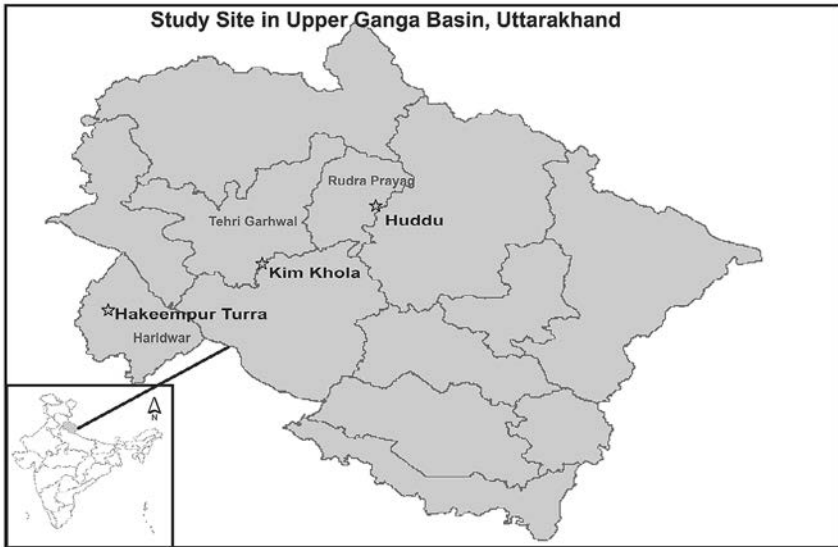 Study Site in Upper Ganga Basin, Uttarakhand
Rudra Prayag
Tehri Garhwal
Huddu
Kim Khola
Hakeempur Turra
Haridwar
N